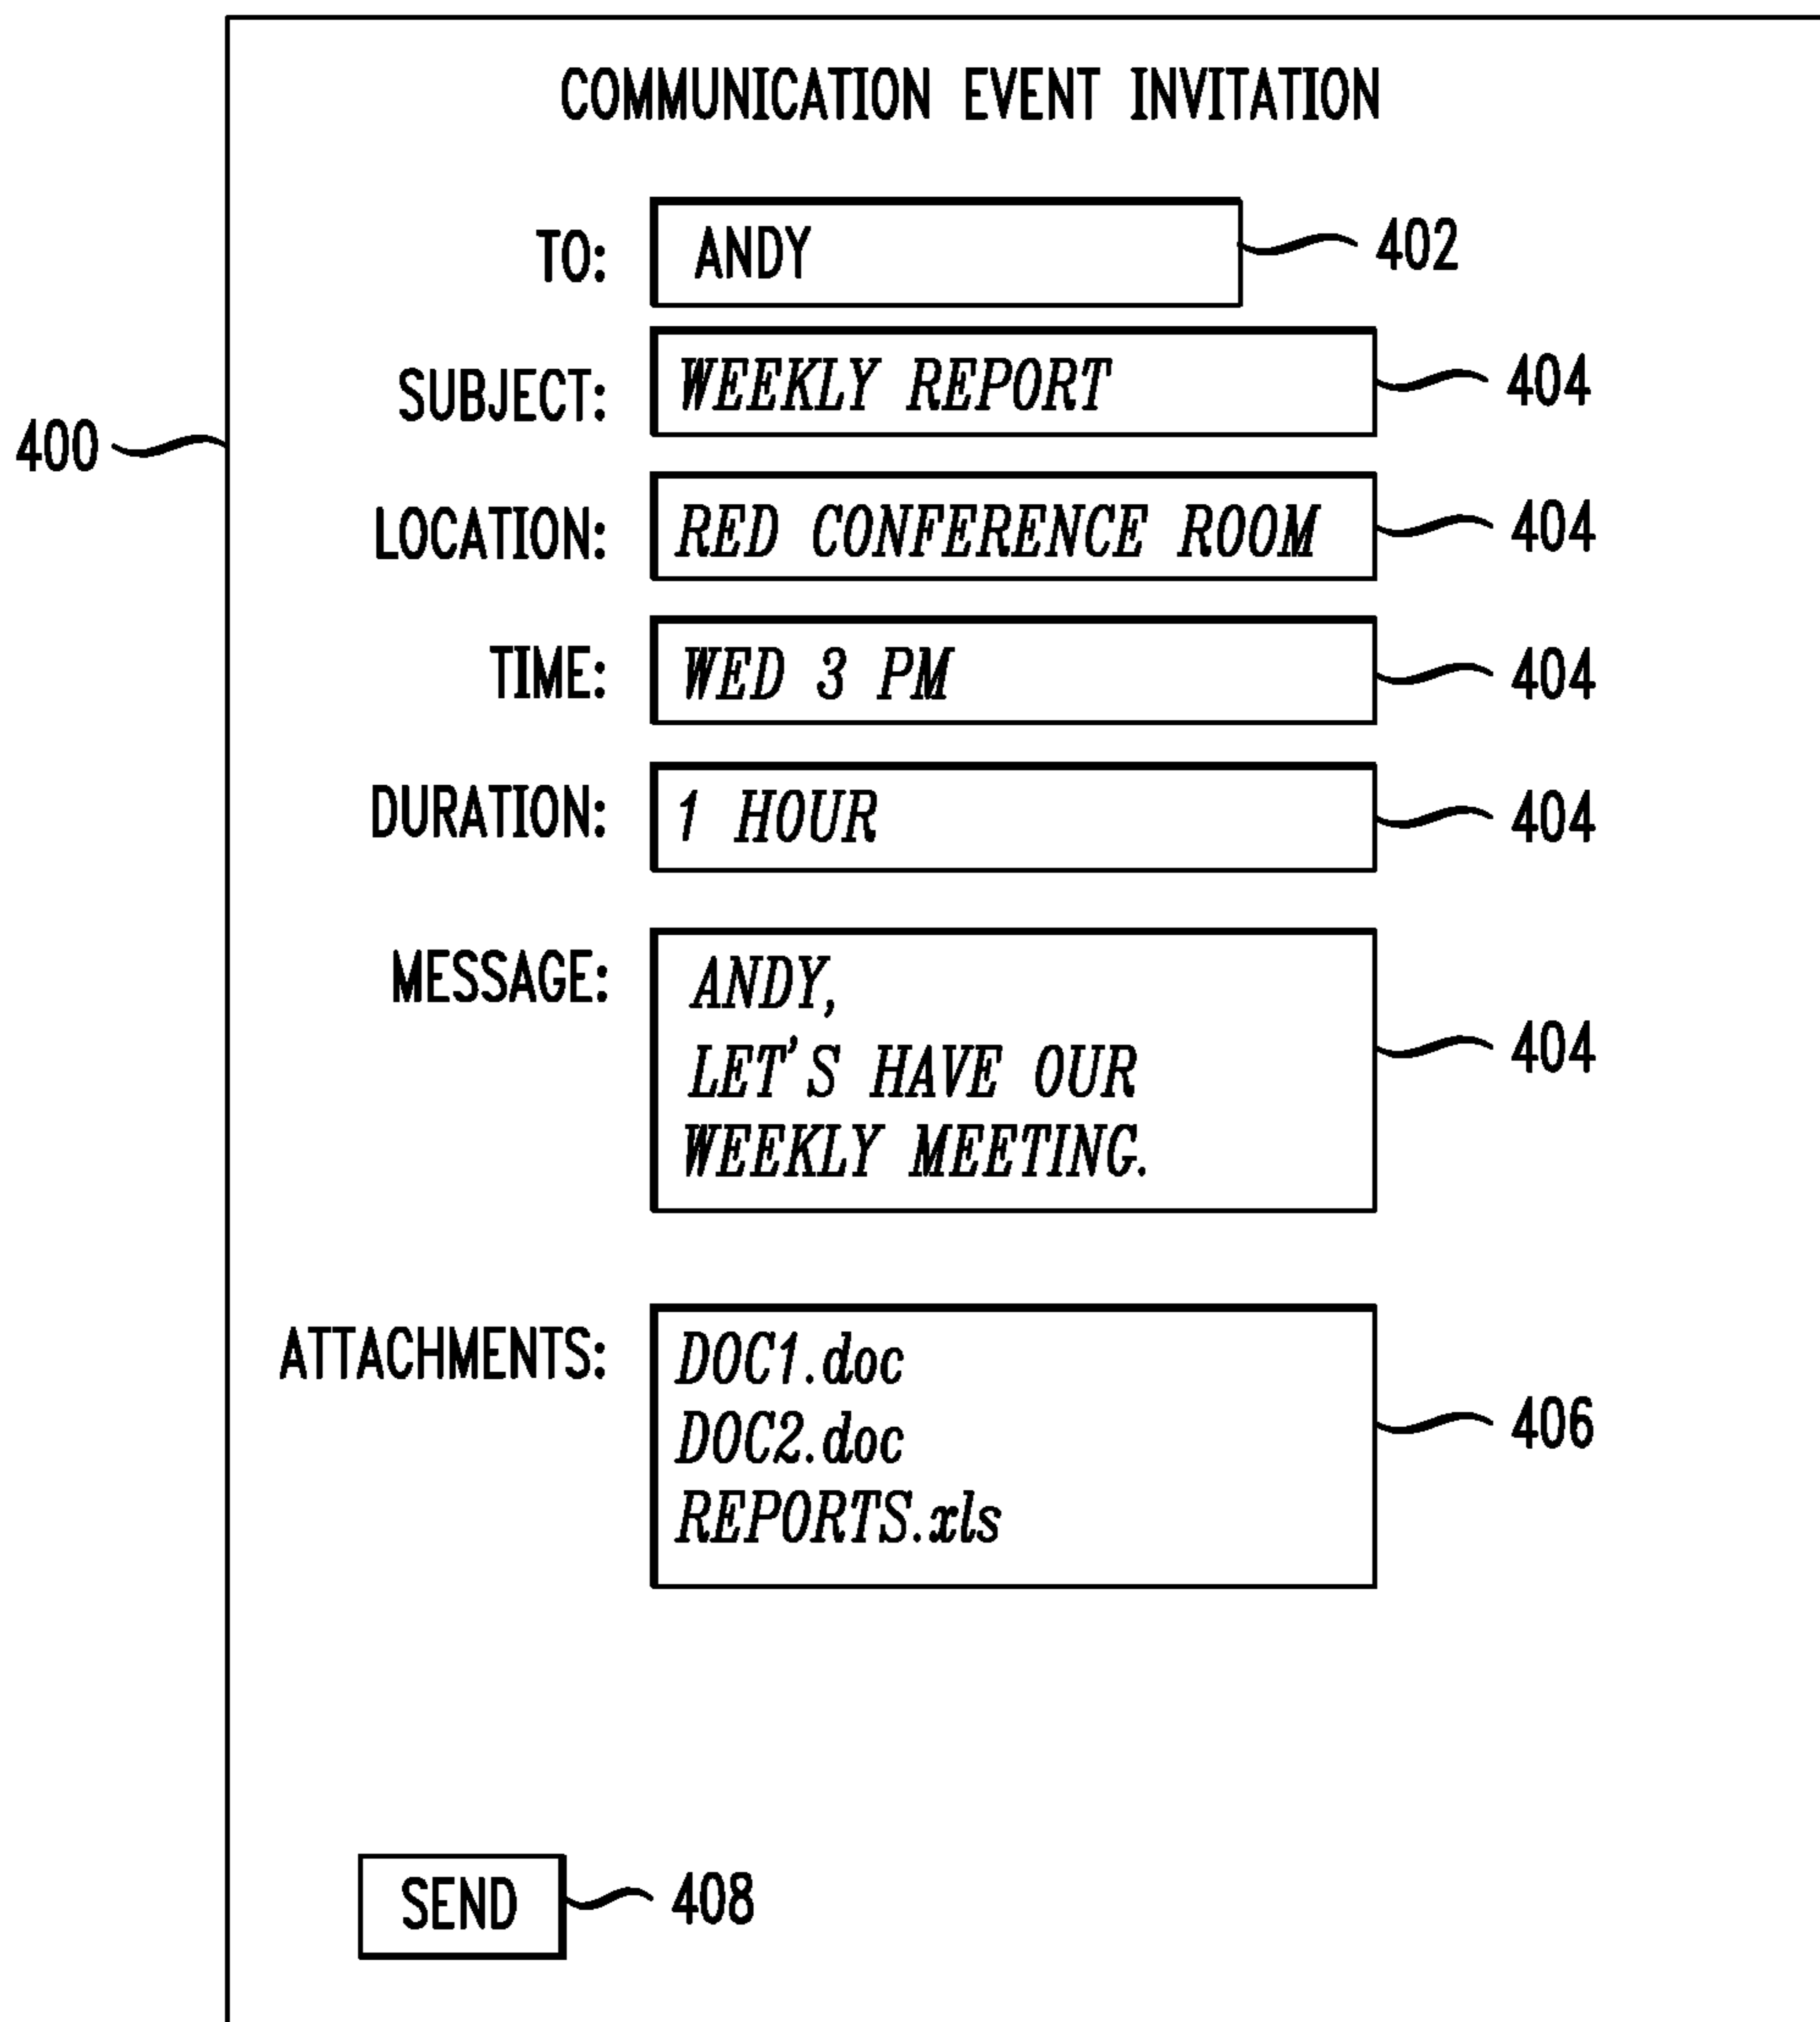 COMMUNICATION EVENT INVITATION
TO: ANDY 402
SUBJECT: WEEKLY REPORT 404
400
LOCATION: RED CONFERENCE ROOM 404
TIME: WED 3 PM 404
DURATION: 1 HOUR 404
MESSAGE: ANDY,
LET'S HAVE OUR 404
WEEKLY MEETING.
ATTACHMENTS: DOC1.doc
DOC2.doc 406
REPORTS.xls
SEND 408